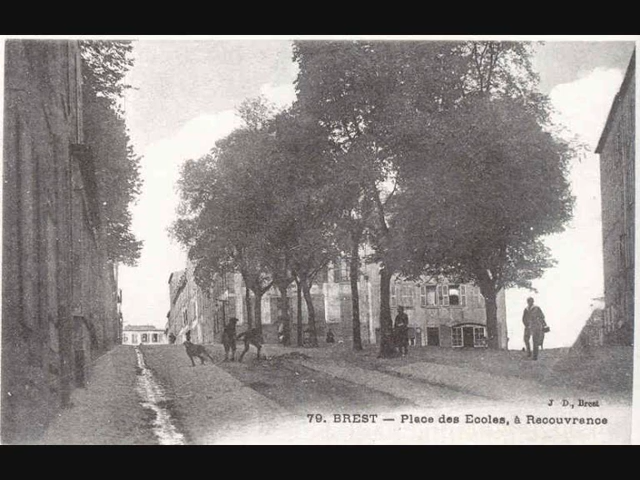 J D., Brest
79. BREST — Place des Ecoles, à Recouvrance